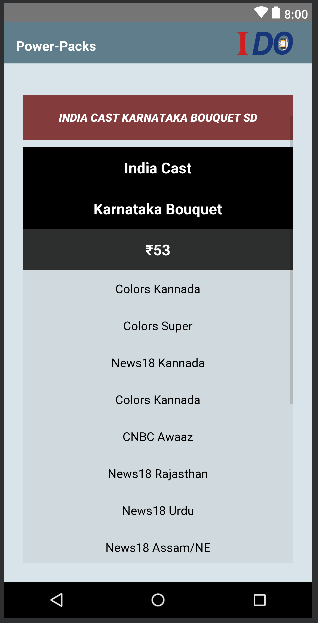 8:00
Power-Packs
I DO
INDIA CAST KARNATAKA BOUQUET SD
India Cast
Karnataka Bouquet
₹53
Colors Kannada
Colors Super
News18 Kannada
Colors Kannada
CNBC Awaaz
News18 Rajasthan
News18 Urdu
News18 Assam/NE